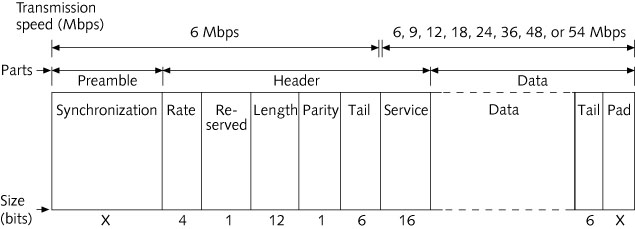 Transmission
speed (Mbps)
6 Mbps
6, 9, 12, 18, 24, 36, 48, or 54 Mbps
Parts
Preamble Header Data
Synchronization Rate Re- Length Parity Tail Service Data Tail Pad
served
Size
(bits)
X 4 1 12 1 6 16 6 X